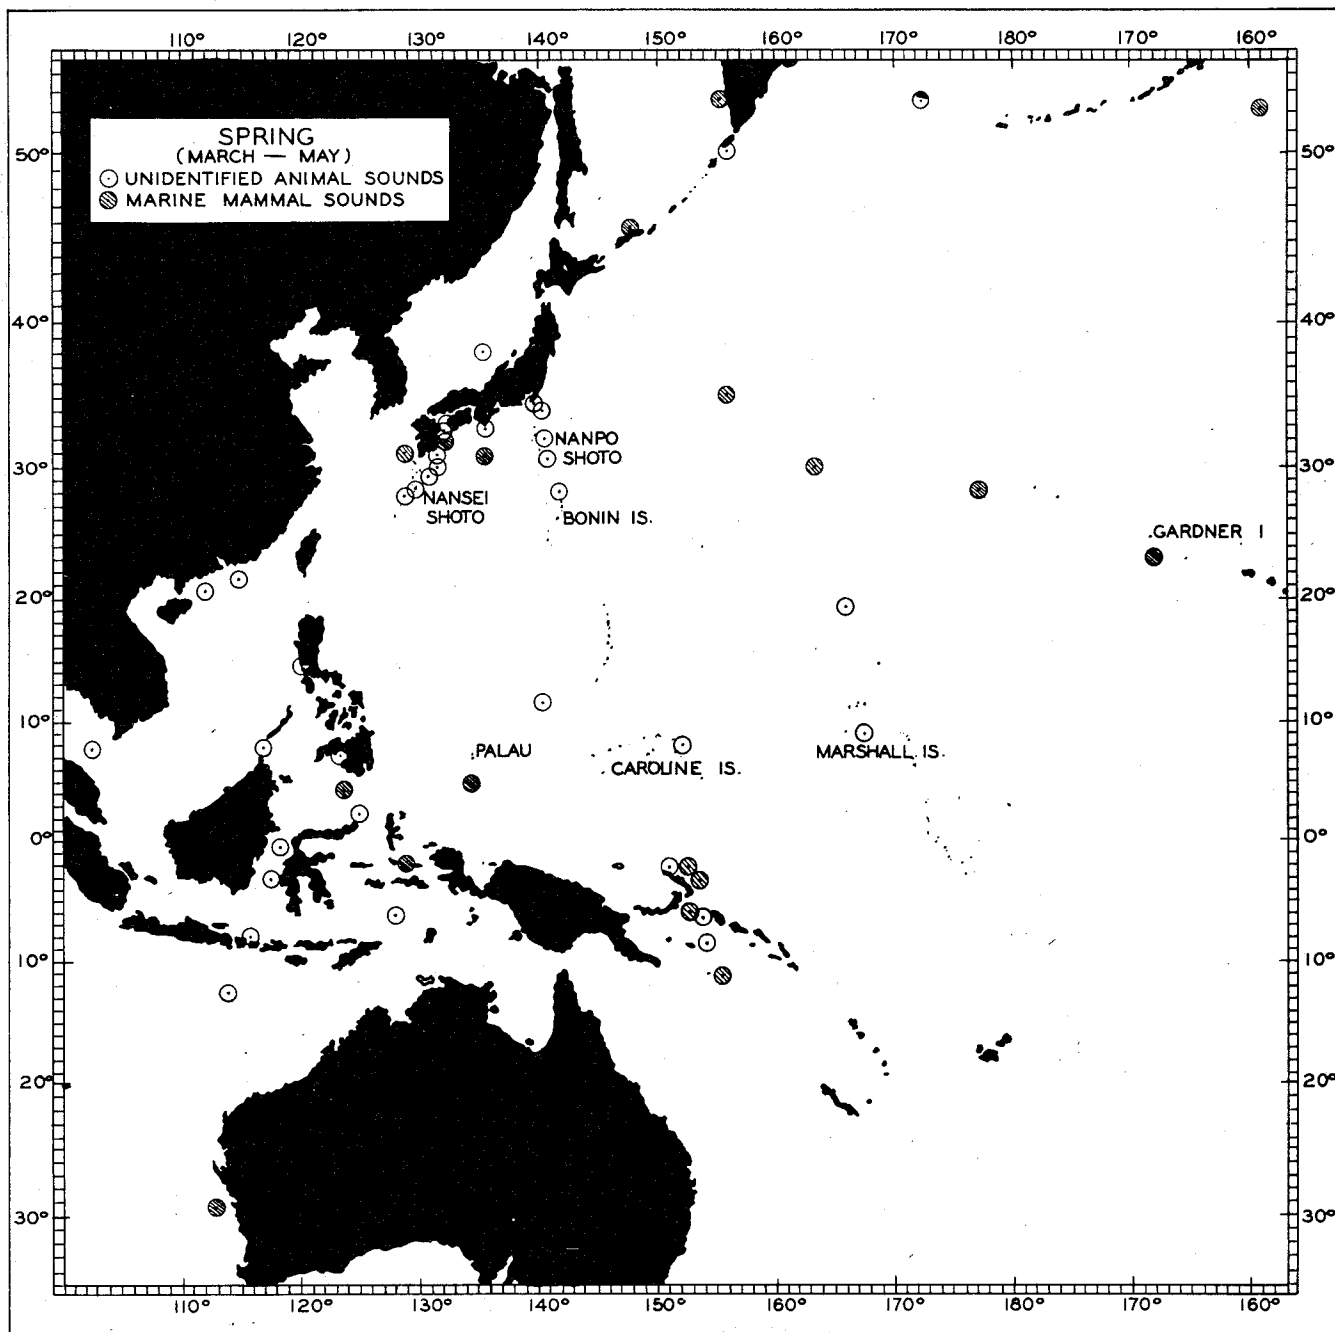 110° 120° 130° 140° 150° 160° 170° 180° 170° 160°
SPRING
(MARCH — MAY)
UNIDENTIFIED ANIMAL SOUNDS
MARINE MAMMAL SOUNDS
50° 50°
40° 40°
NANPO
SHOTO
30° 30°
NANSEI
SHOTO
BONIN IS.
GARDNER I
20° 20°
10° 10°
PALAU
CAROLINE IS.
MARSHALL IS.
0° 0°
10° 10°
20° 20°
30° 30°
110° 120° 130° 140° 150° 160° 170° 180° 170° 160°